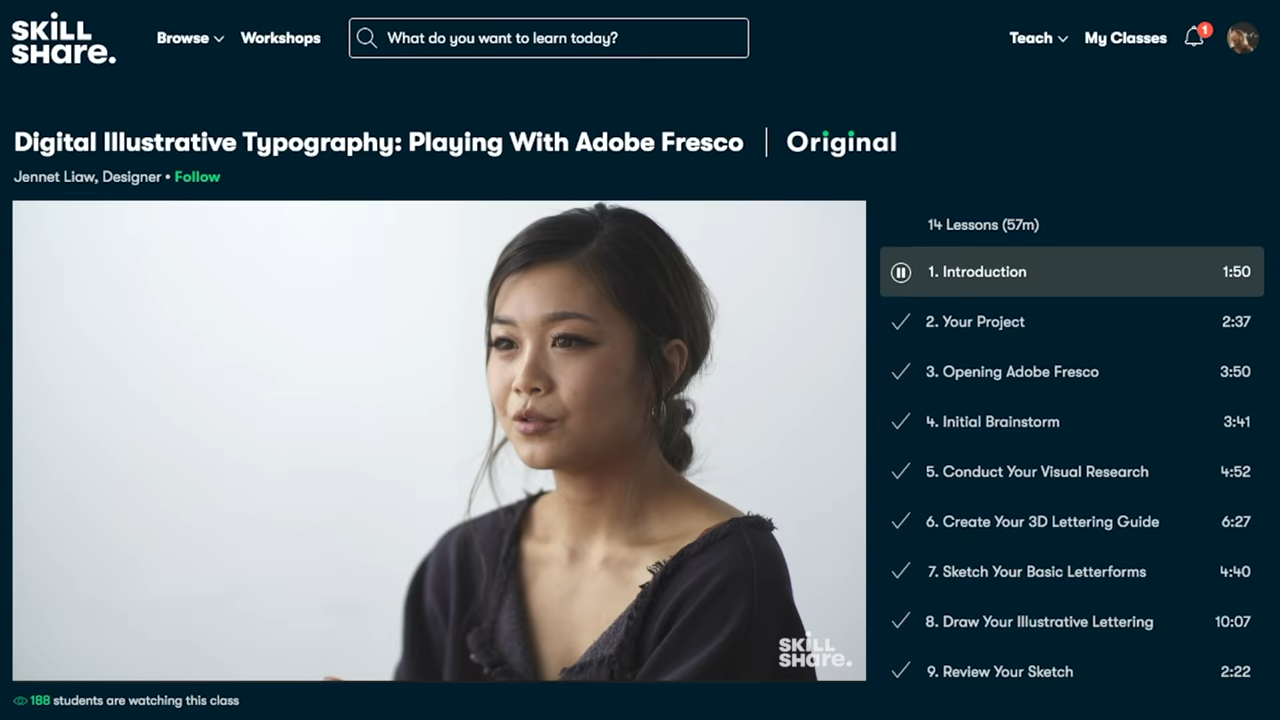 SKILL
SHare.
Browse
Workshops
What do you want to learn today?
Teach
My Classes
1
Digital Illustrative Typography: Playing With Adobe Fresco | Original
Jennet Liaw, Designer • Follow
14 Lessons (57m)
1. Introduction 1:50
2. Your Project 2:37
3. Opening Adobe Fresco 3:50
4. Initial Brainstorm 3:41
5. Conduct Your Visual Research 4:52
6. Create Your 3D Lettering Guide 6:27
7. Sketch Your Basic Letterforms 4:40
8. Draw Your Illustrative Lettering 10:07
9. Review Your Sketch 2:22
SKILL
SHare.
188 students are watching this class